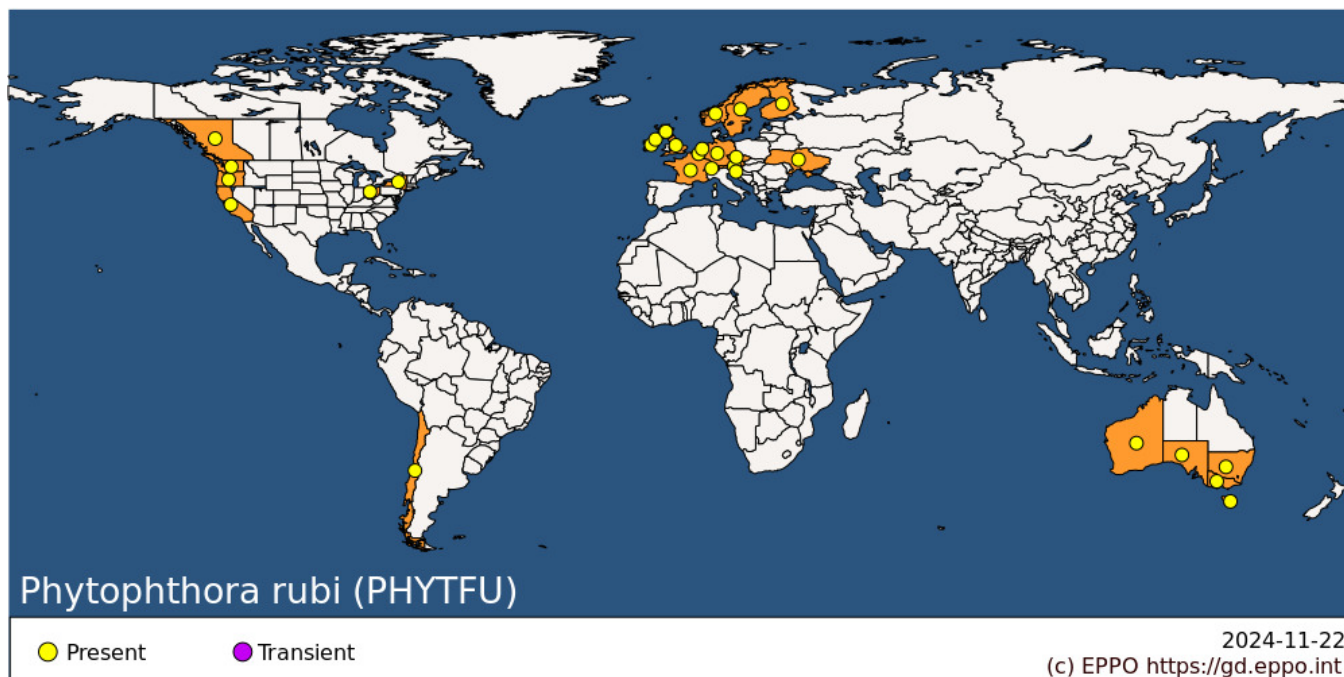 Phytophthora rubi (PHYTFU)
Present
Transient
2024-11-22
(c) EPPO https://gd.eppo.int